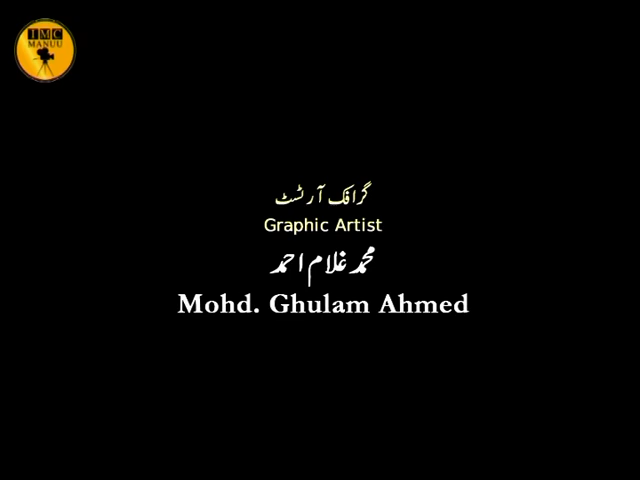 IMC
MANUU
گرافک آرٹسٹ
Graphic Artist
محمد غلام احمد
Mohd. Ghulam Ahmed